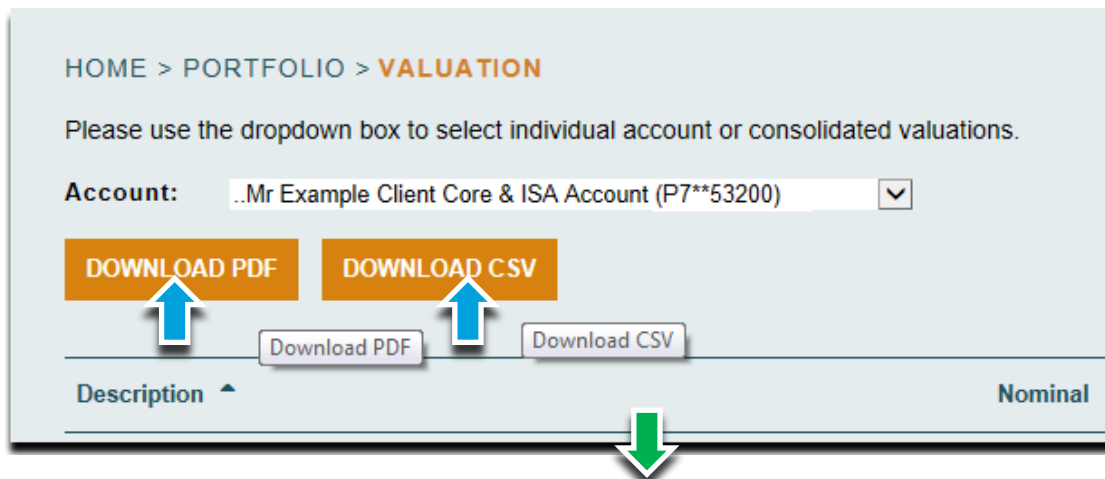 HOME > PORTFOLIO > VALUATION
Please use the dropdown box to select individual account or consolidated valuations.
Account: ..Mr Example Client Core & ISA Account (P7**53200)
DOWNLOAD PDF DOWNLOAD CSV
Download PDF Download CSV
Description Nominal